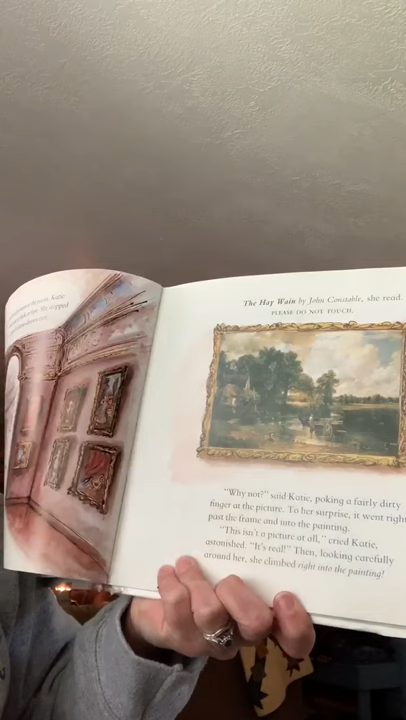 Katie
She stepped
The Hay Wain by John Constable, she read.
PLEASE DO NOT TOUCH.
"Why not?" said Katie, poking a fairly dirty
finger at the picture. To her surprise, it went right
past the frame and into the painting.
"This isn't a picture at all," cried Katie,
astonished. "It's real!" Then, looking carefully
around her, she climbed right into the painting!